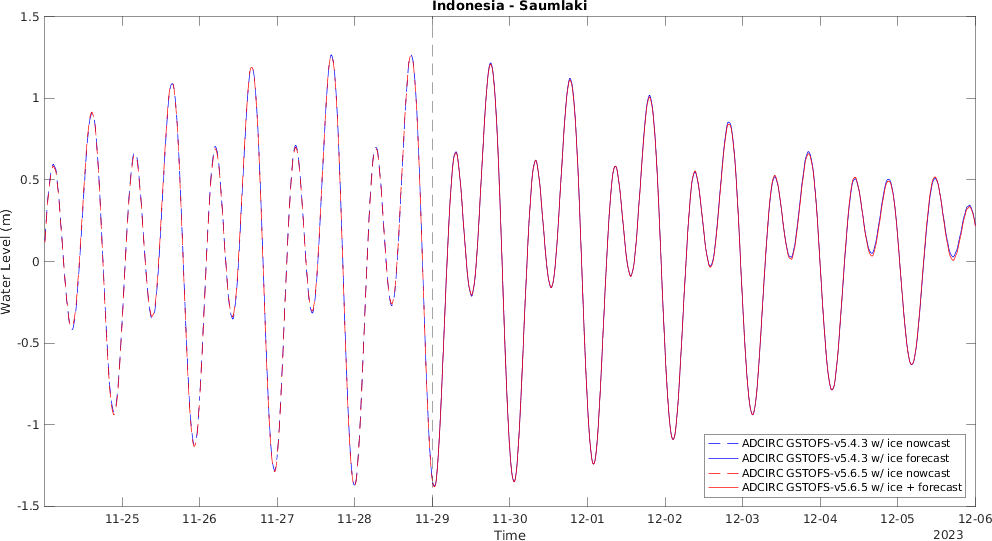 Indonesia - Saumlaki
1.5
1
0.5
0
-0.5
-1
-1.5
Water Level (m)
ADCIRC GSTOFS-v5.4.3 w/ ice nowcast
ADCIRC GSTOFS-v5.4.3 w/ ice forecast
ADCIRC GSTOFS-v5.6.5 w/ ice nowcast
ADCIRC GSTOFS-v5.6.5 w/ ice + forecast
11-25 11-26 11-27 11-28 11-29 11-30 12-01 12-02 12-03 12-04 12-05 12-06
Time
2023